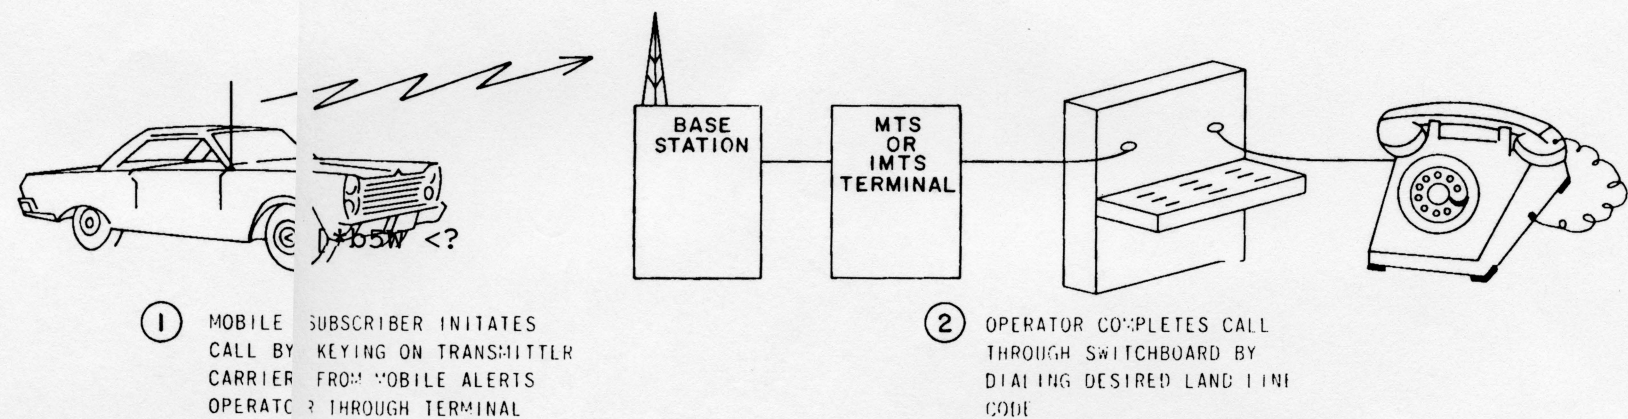 BASE
STATION
MTS
OR
IMTS
TERMINAL
1
MOBILE SUBSCRIBER INITATES
CALL BY KEYING ON TRANSMITTER
CARRIER FROM MOBILE ALERTS
OPERATOR THROUGH TERMINAL
2
OPERATOR COMPLETES CALL
THROUGH SWITCHBOARD BY
DIALING DESIRED LAND LINE
CODE